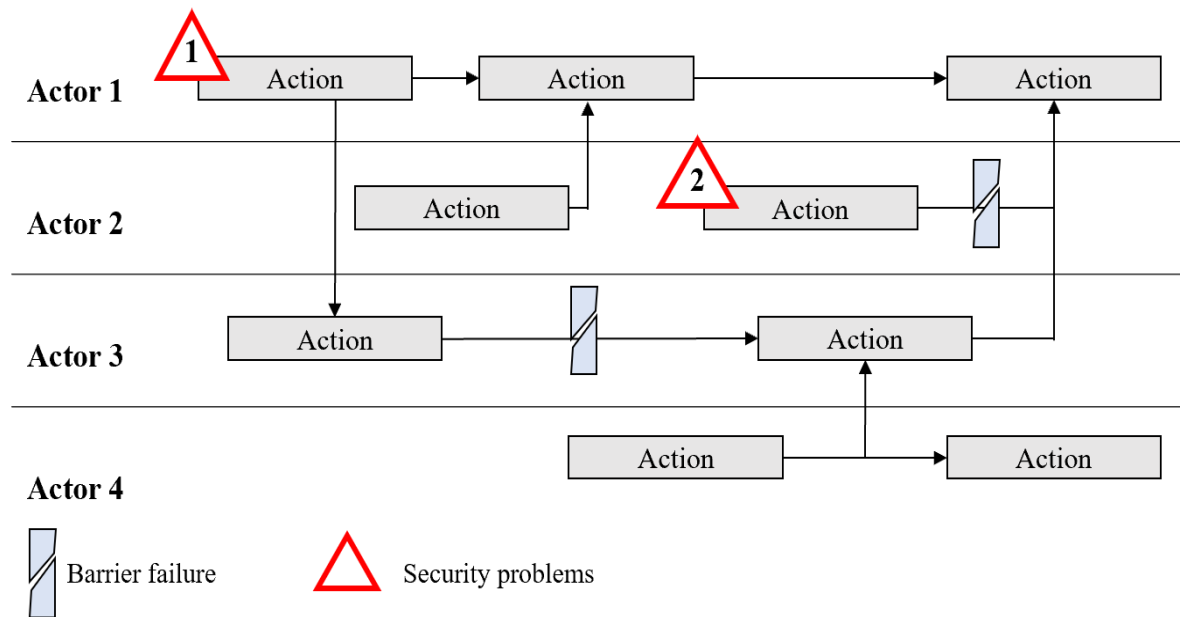 1
Action
Action
Action
Actor 1
2
Action
Action
Actor 2
Action
Action
Actor 3
Action
Action
Actor 4
Barrier failure
Security problems